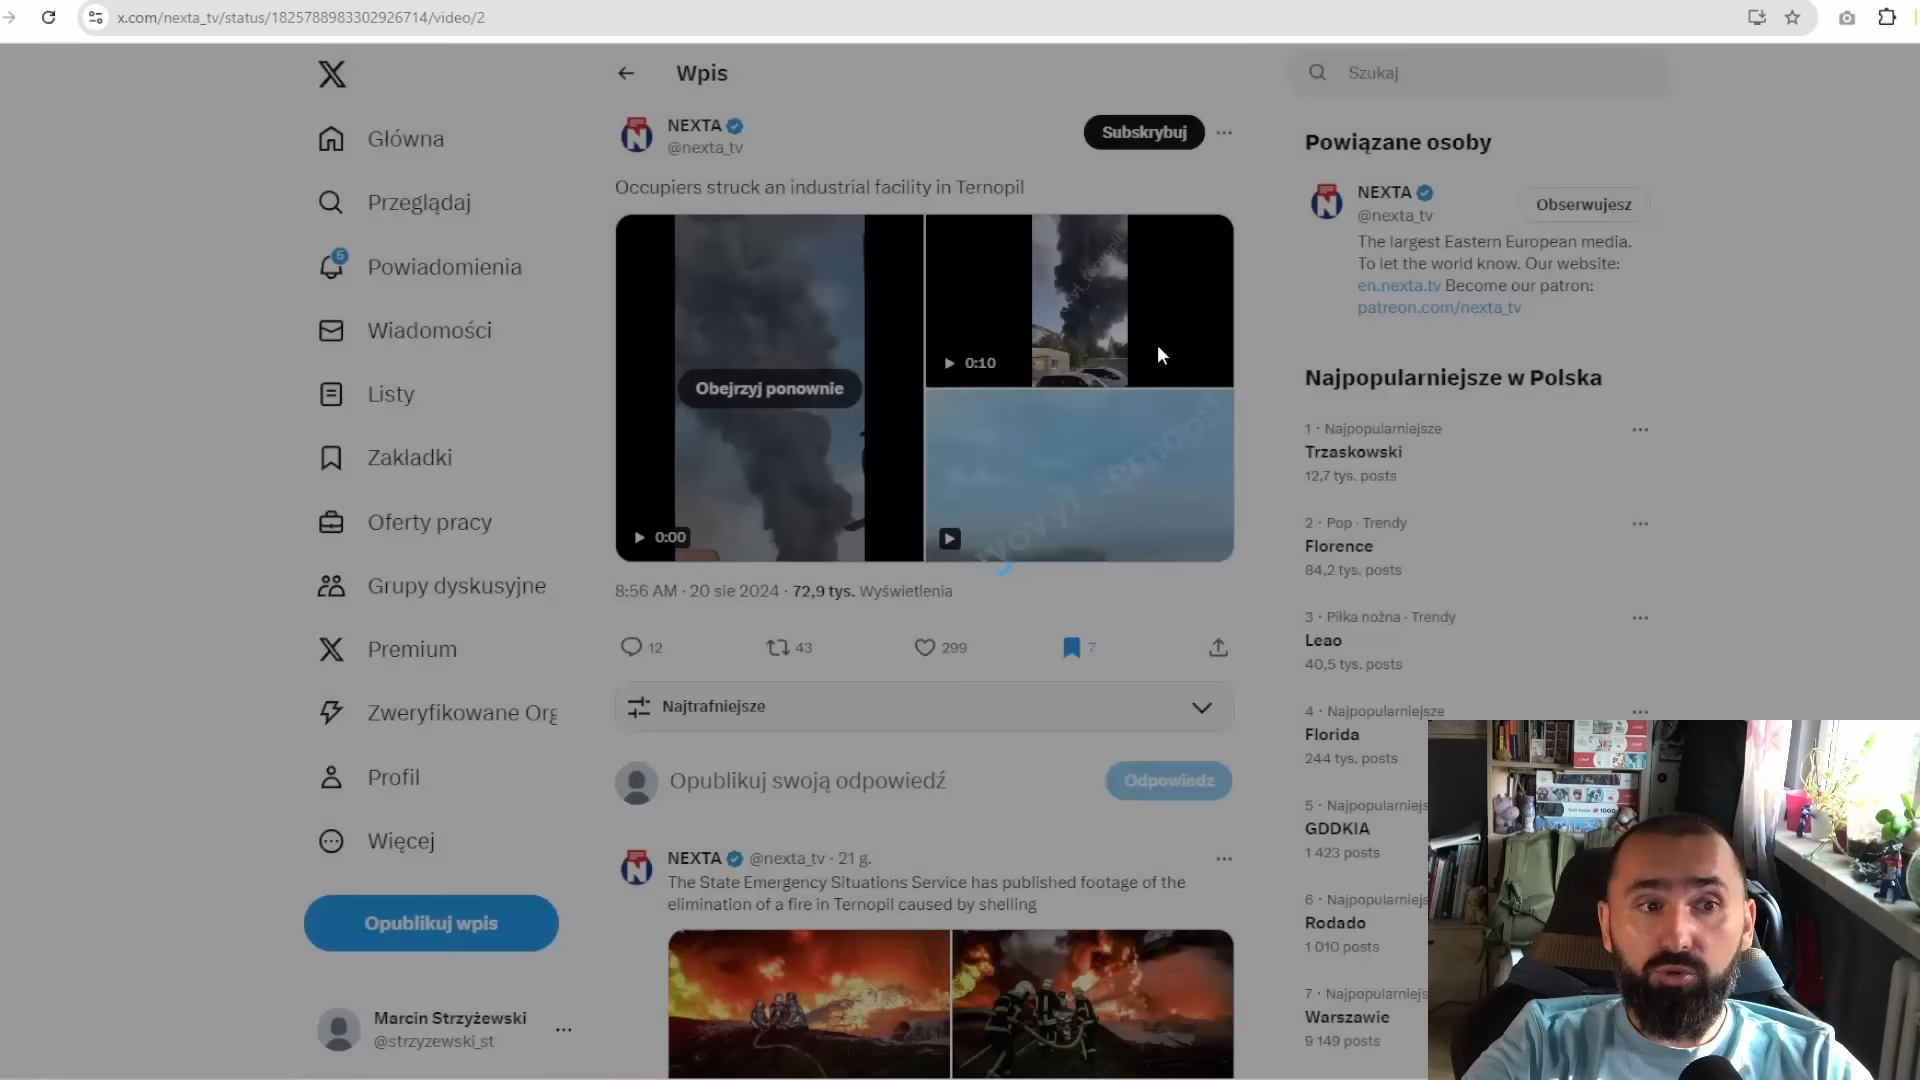 x.com/nexta_tv/status/1825788983302926714/video/2
Główna
Przeglądaj
5
Powiadomienia
Wiadomości
Listy
Zakładki
Oferty pracy
Grupy dyskusyjne
Premium
Zweryfikowane Org
Profil
Więcej
Opublikuj wpis
Marcin Strzyżewski
@strzyzewski_st
Wpis
NEXTA
@nexta_tv
Subskrybuj
Occupiers struck an industrial facility in Ternopil
Obejrzyj ponownie
0:00
0:10
8:56 AM · 20 sie 2024 · 72,9 tys. Wyświetlenia
12
43
299
7
Najtrafniejsze
Opublikuj swoją odpowiedź
Odpowiedz
NEXTA @nexta_tv · 21 g.
The State Emergency Situations Service has published footage of the
elimination of a fire in Ternopil caused by shelling
Szukaj
Powiązane osoby
NEXTA
@nexta_tv
Obserwujesz
The largest Eastern European media.
To let the world know. Our website:
en.nexta.tv Become our patron:
patreon.com/nexta_tv
Najpopularniejsze w Polska
1 · Najpopularniejsze
Trzaskowski
12,7 tys. posts
2 · Pop · Trendy
Florence
84,2 tys. posts
3 · Piłka nożna · Trendy
Leao
40,5 tys. posts
4 · Najpopularniejsze
Florida
244 tys. posts
5 · Najpopularniejs
GDDKIA
1 423 posts
6 · Najpopularniejs
Rodado
1 010 posts
7 · Najpopularniejs
Warszawie
9 149 posts